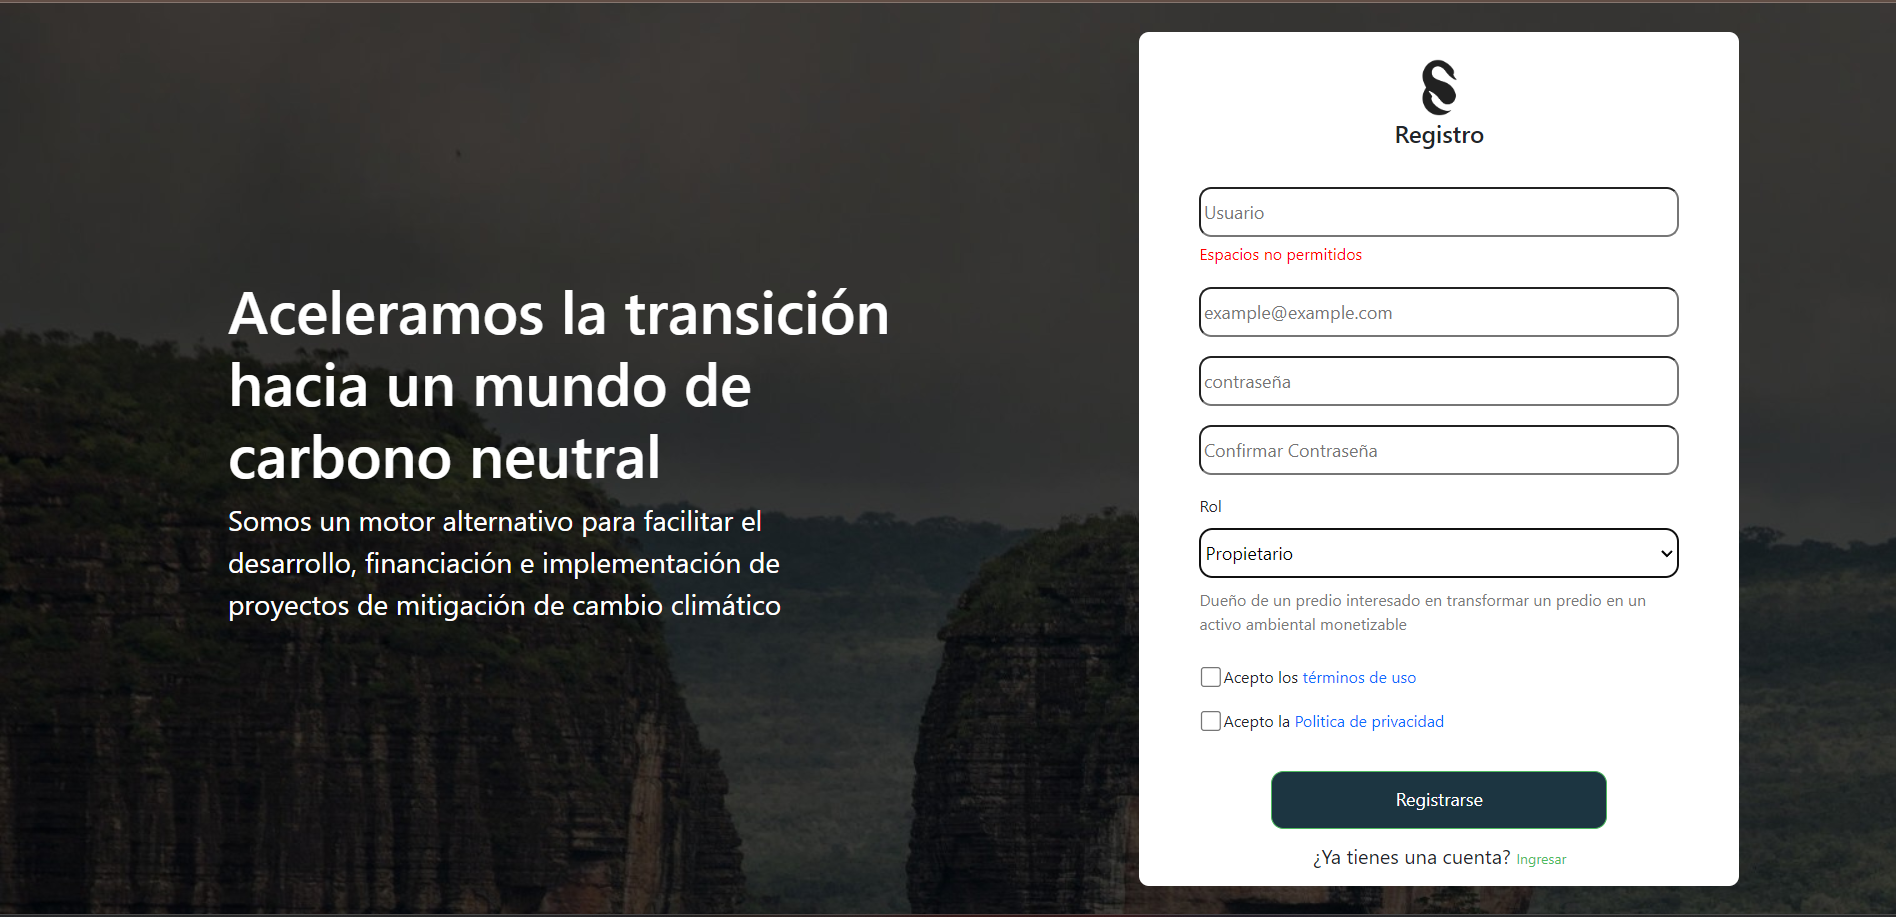 Aceleramos la transición
hacia un mundo de
carbono neutral
Somos un motor alternativo para facilitar el
desarrollo, financiación e implementación de
proyectos de mitigación de cambio climático
Registro
Usuario
Espacios no permitidos
example@example.com
contraseña
Confirmar Contraseña
Rol
Propietario
Dueño de un predio interesado en transformar un predio en un
activo ambiental monetizable
Acepto los términos de uso
Acepto la Politica de privacidad
Registrarse
¿Ya tienes una cuenta? Ingresar